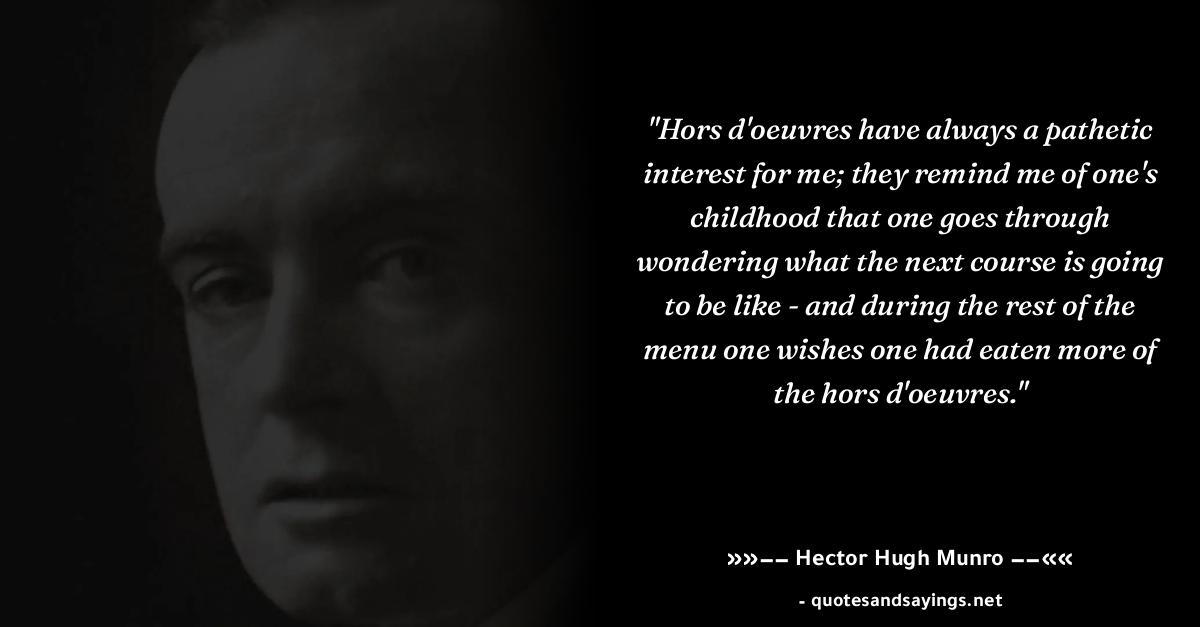 "Hors d'oeuvres have always a pathetic
interest for me; they remind me of one's
childhood that one goes through
wondering what the next course is going
to be like - and during the rest of the
menu one wishes one had eaten more of
the hors d'oeuvres."
»»−− Hector Hugh Munro −−««
- quotesandsayings.net